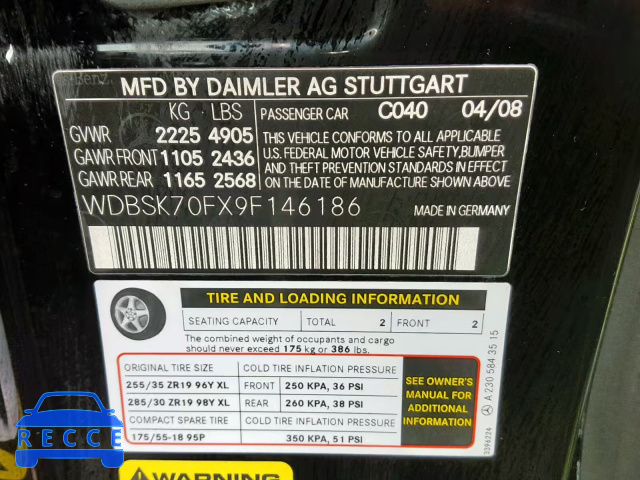 MFD BY DAIMLER AG STUTTGART
KG LBS PASSENGER CAR C040 04/08
GVWR 2225 4905
GAWR FRONT 1105 2436
GAWR REAR 1165 2568
THIS VEHICLE CONFORMS TO ALL APPLICABLE
U.S. FEDERAL MOTOR VEHICLE SAFETY, BUMPER
AND THEFT PREVENTION STANDARDS IN EFFECT
ON THE DATE OF MANUFACTURE SHOWN ABOVE.
WDBSK70FX9F146186 MADE IN GERMANY
TIRE AND LOADING INFORMATION
SEATING CAPACITY TOTAL 2 FRONT 2
The combined weight of occupants and cargo
should never exceed 175 kg or 386 lbs.
ORIGINAL TIRE SIZE COLD TIRE INFLATION PRESSURE
255/35 ZR19 96Y XL FRONT 250 KPA, 36 PSI
285/30 ZR19 98Y XL REAR 260 KPA, 38 PSI
COMPACT SPARE TIRE COLD TIRE INFLATION PRESSURE
175/55-18 95P 350 KPA, 51 PSI
SEE OWNER'S
MANUAL FOR
ADDITIONAL
INFORMATION
A 230 584 35 15
3398224
WARNING
RECCE